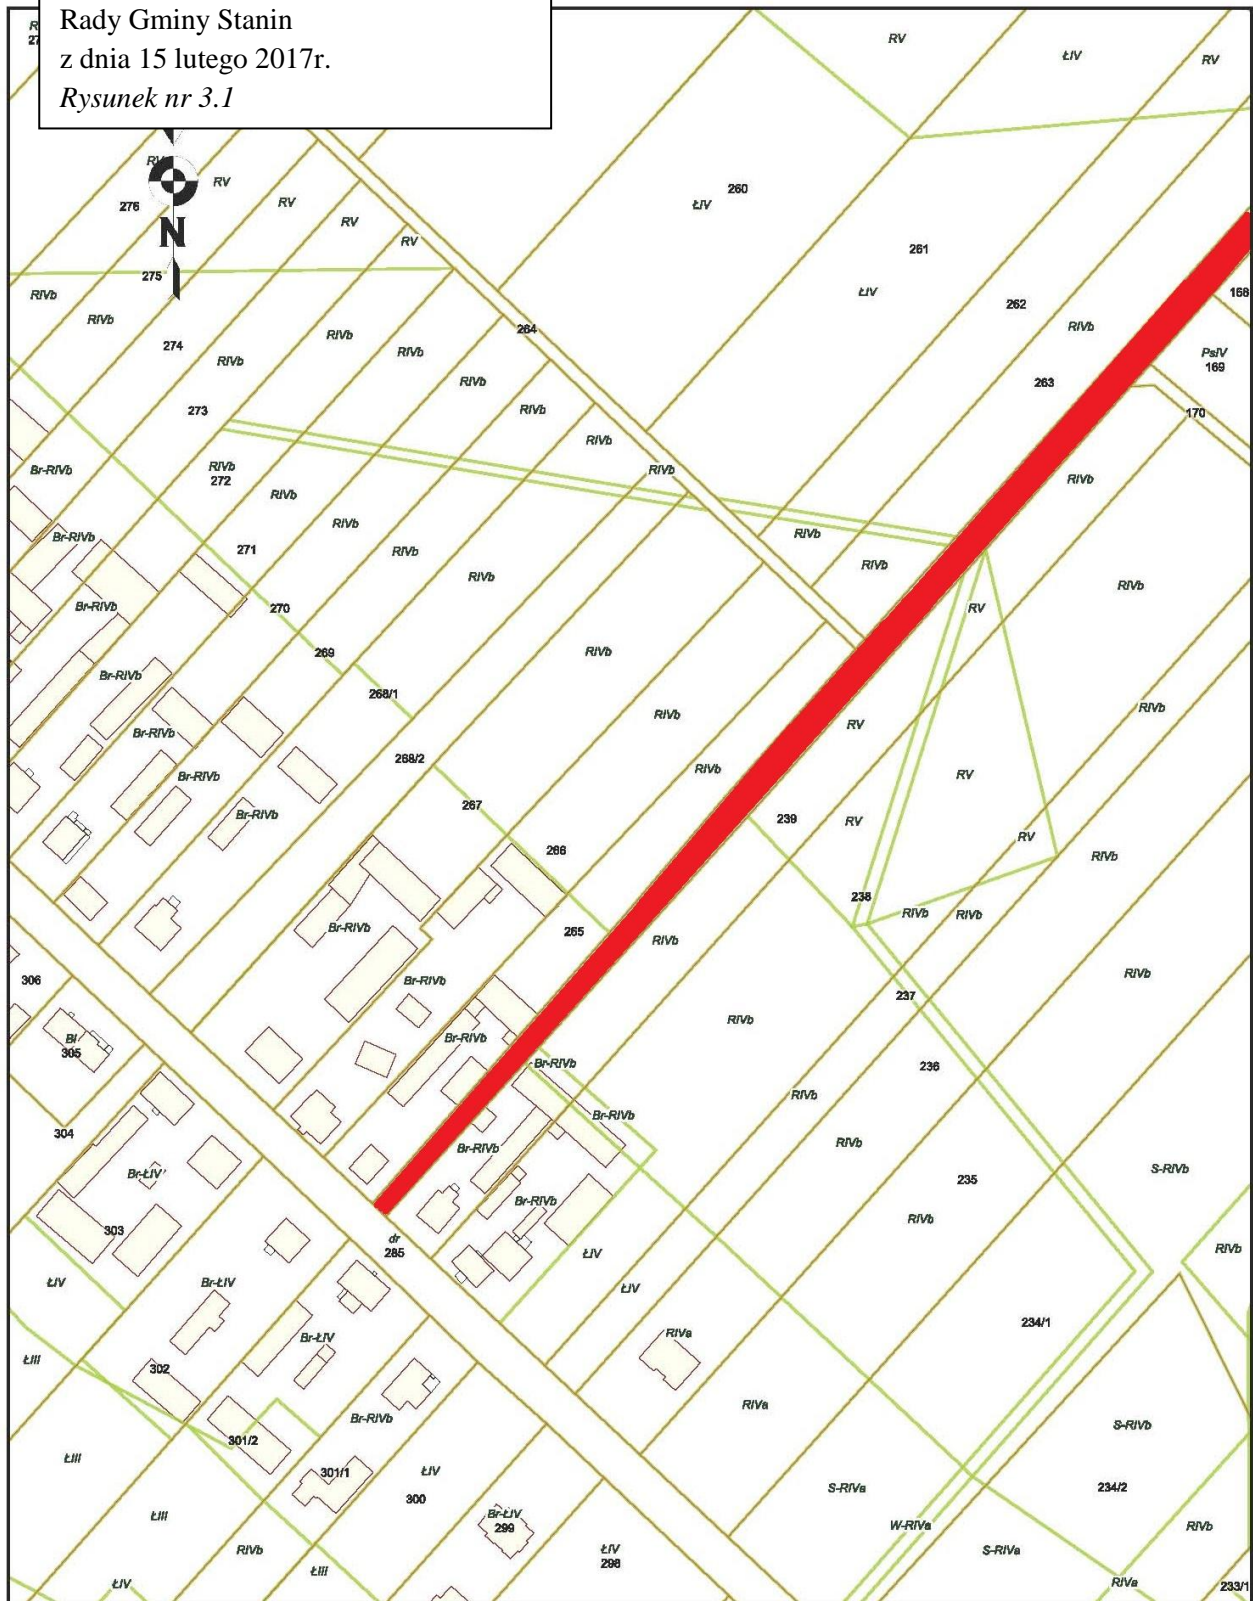 Rady Gminy Stanin
z dnia 15 lutego 2017r.
Rysunek nr 3.1
RV
ŁIV
RV
RV
RV
260
276
RV
ŁIV
RV
N
RV
261
275
168
RIVb
ŁIV
262
RIVb
RIVb
264
RIVb
274
RIVb
RIVb
PsIV
RIVb
169
RIVb
263
273
RIVb
170
RIVb
RIVb
Br-RIVb
RIVb
RIVb
272
RIVb
RIVb
RIVb
RIVb
Br-RIVb
271
RIVb
RIVb
RIVb
RIVb
Br-RIVb
270
RV
269
RIVb
Br-RIVb
268/1
RIVb
RIVb
RV
Br-RIVb
268/2
RIVb
Br-RIVb
RV
267
Br-RIVb
239
RV
RV
266
RIVb
238
RIVb
RIVb
Br-RIVb
265
RIVb
306
Br-RIVb
RIVb
237
RIVb
Br-RIVb
BI
305
Br-RIVb
236
RIVb
Br-RIVb
304
Br-RIVb
RIVb
S-RIVb
Br-ŁIV
235
Br-RIVb
303
RIVb
dr
285
ŁIV
RIVb
ŁIV
Br-ŁIV
ŁIV
234/1
RIVa
Br-ŁIV
ŁIII
302
RIVa
Br-RIVb
S-RIVb
301/2
ŁIII
301/1
ŁIV
S-RIVa
234/2
300
ŁIII
Br-ŁIV
299
W-RIVa
RIVb
RIVb
ŁIV
298
S-RIVa
ŁIII
ŁIV
RIVa
233/1